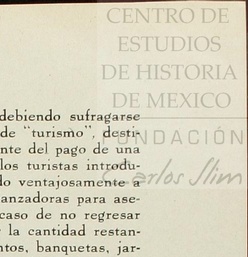 CENTRO DE
ESTUDIOS
DE HISTORIA
DE MEXICO
FUNDACIÓN
Carlos Slim
debiendo sufragarse
de "turismo", desti-
nte del pago de una
los turistas introdu-
do ventajosamente a
anzadoras para ase-
caso de no regresar
la cantidad restan-
ntos, banquetas, jar-